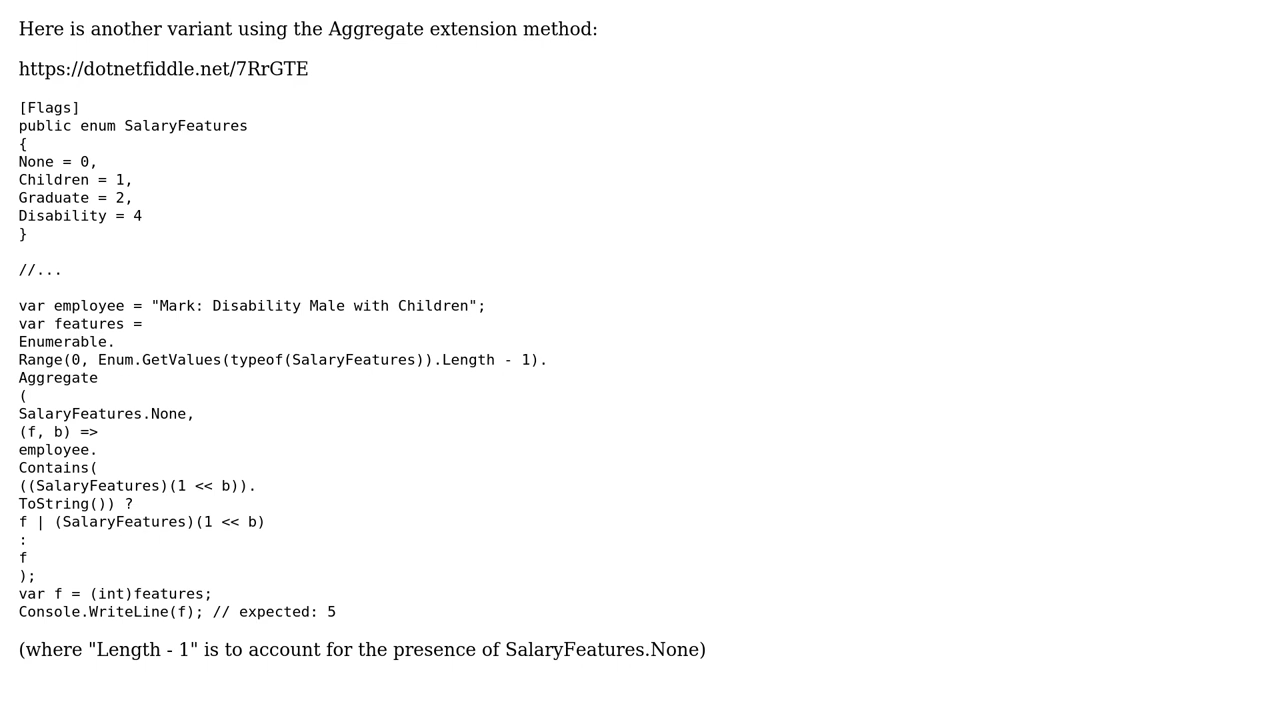 Here is another variant using the Aggregate extension method:
https://dotnetfiddle.net/7RrGTE
[Flags]
public enum SalaryFeatures
{
None = 0,
Children = 1,
Graduate = 2,
Disability = 4
}
//...
var employee = "Mark: Disability Male with Children";
var features =
Enumerable.
Range(0, Enum.GetValues(typeof(SalaryFeatures)).Length - 1).
Aggregate
(
SalaryFeatures.None,
(f, b) =>
employee.
Contains(
((SalaryFeatures)(1 << b)).
ToString()) ?
f | (SalaryFeatures)(1 << b)
:
f
);
var f = (int)features;
Console.WriteLine(f); // expected: 5
(where "Length - 1" is to account for the presence of SalaryFeatures.None)